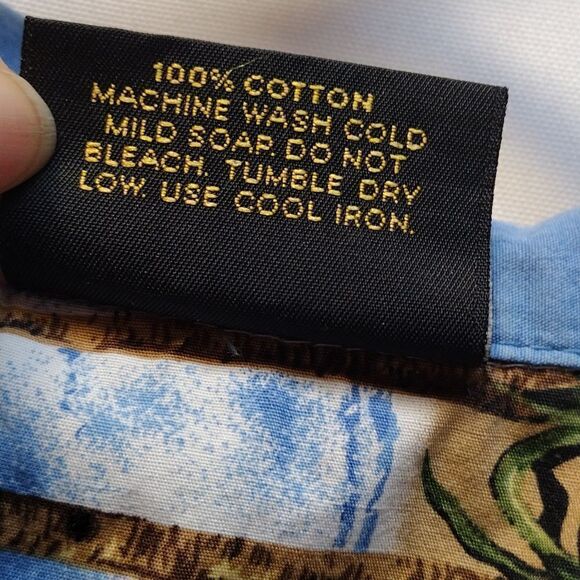 100% COTTON
MACHINE WASH COLD
MILD SOAP. DO NOT
BLEACH. TUMBLE DRY
LOW. USE COOL IRON.